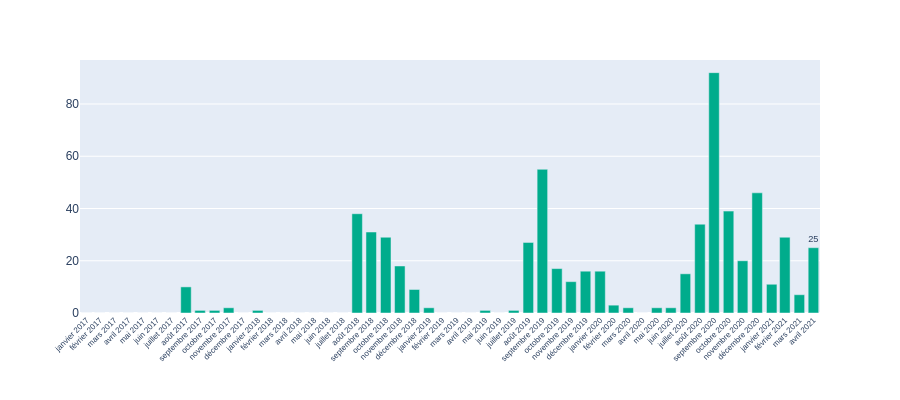 80
60
40
20
0
25
janvier 2017
février 2017
mars 2017
avril 2017
mai 2017
juin 2017
juillet 2017
août 2017
septembre 2017
octobre 2017
novembre 2017
décembre 2017
janvier 2018
février 2018
mars 2018
avril 2018
mai 2018
juin 2018
juillet 2018
août 2018
septembre 2018
octobre 2018
novembre 2018
décembre 2018
janvier 2019
février 2019
mars 2019
avril 2019
mai 2019
juin 2019
juillet 2019
août 2019
septembre 2019
octobre 2019
novembre 2019
décembre 2019
janvier 2020
février 2020
mars 2020
avril 2020
mai 2020
juin 2020
juillet 2020
août 2020
septembre 2020
octobre 2020
novembre 2020
décembre 2020
janvier 2021
février 2021
mars 2021
avril 2021